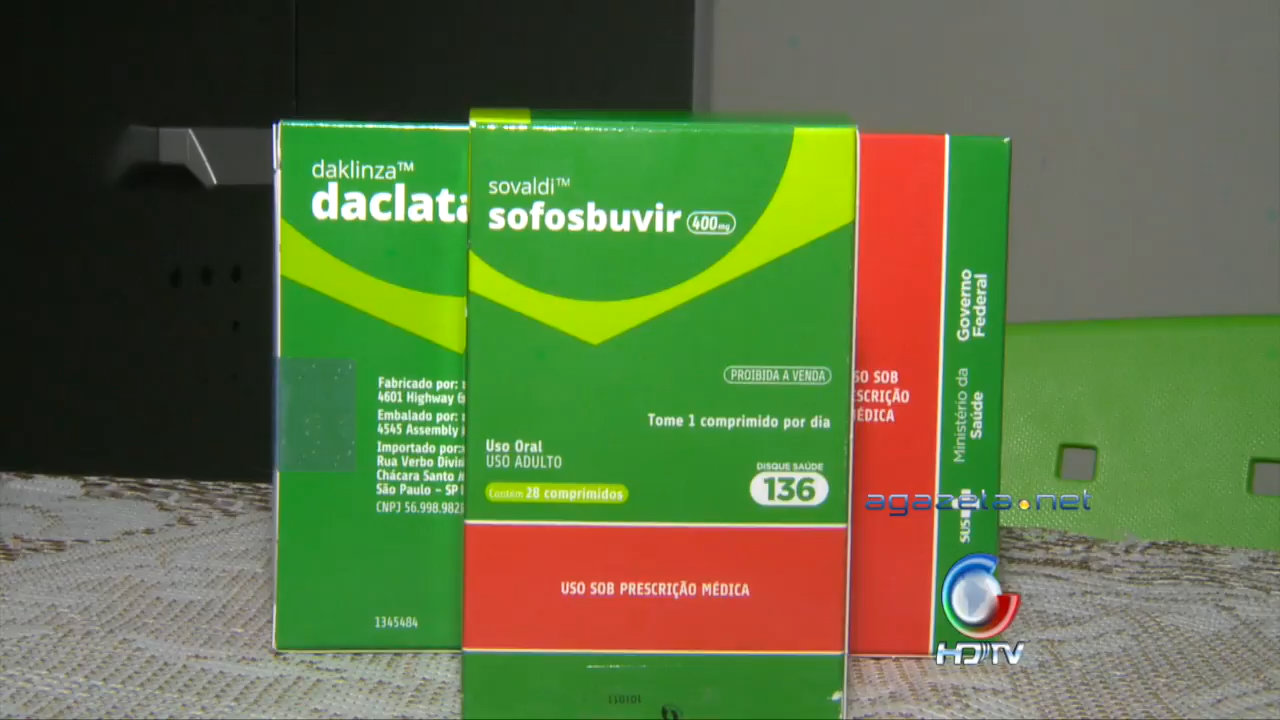 daklinza™
daclata
Fabricado por:
4601 Highway
Embalado por:
4545 Assembly
Importado por:
Rua Verbo Divin
Chácara Santo A
São Paulo – SP
CNPJ 56.998.982
1345484
sovaldi™
sofosbuvir 400mg
PROIBIDA A VENDA
Tome 1 comprimido por dia
Uso Oral
USO ADULTO
Contém 28 comprimidos
DISQUE SAÚDE
136
USO SOB PRESCRIÇÃO MÉDICA
SO SOB
ESCRIÇÃO
ÉDICA
SUS
Ministério da
Saúde
Governo
Federal
agazeta.net
HDTV